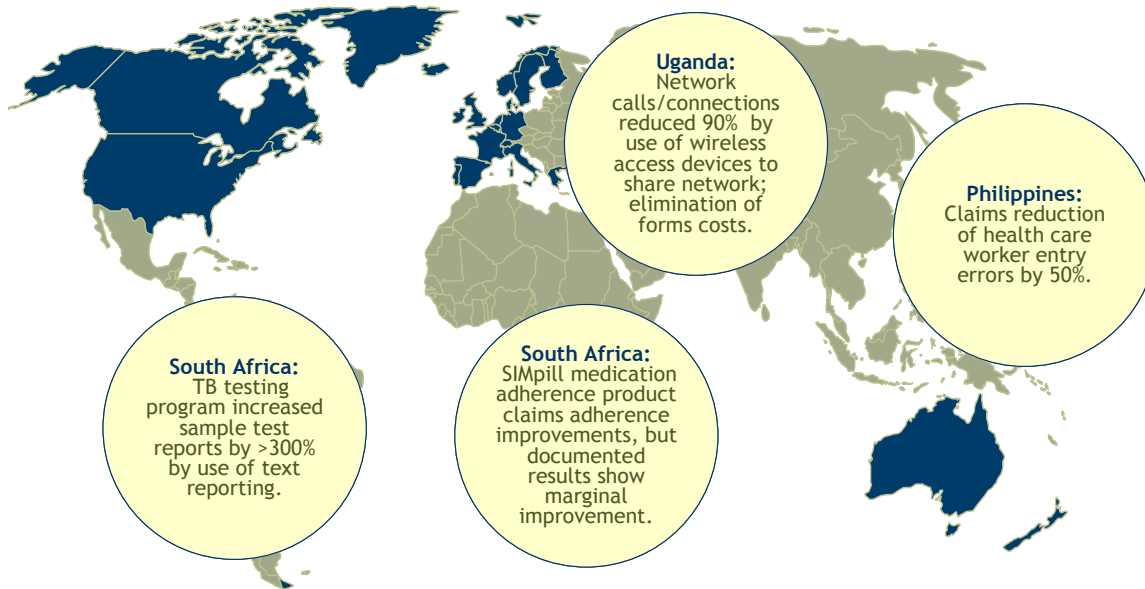 Uganda:
Network
calls/connections
reduced 90% by
use of wireless
access devices to
share network;
elimination of
forms costs.
Philippines:
Claims reduction
of health care
worker entry
errors by 50%.
South Africa:
TB testing
program increased
sample test
reports by >300%
by use of text
reporting.
South Africa:
SIMpill medication
adherence product
claims adherence
improvements, but
documented
results show
marginal
improvement.